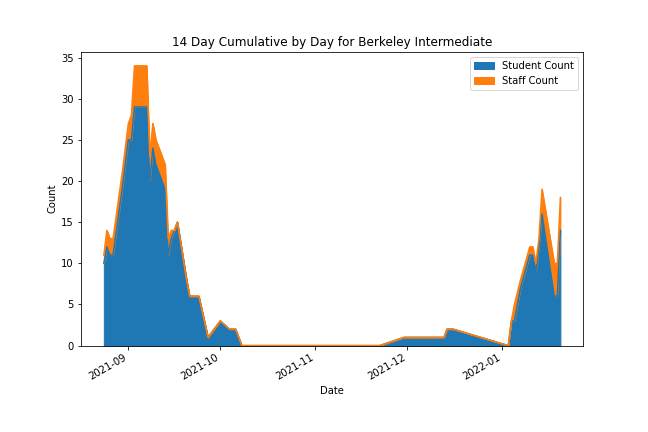 14 Day Cumulative by Day for Berkeley Intermediate
Student Count
Staff Count
35
30
25
20
15
10
5
0
Count
2021-09
2021-10
2021-11
2021-12
2022-01
Date